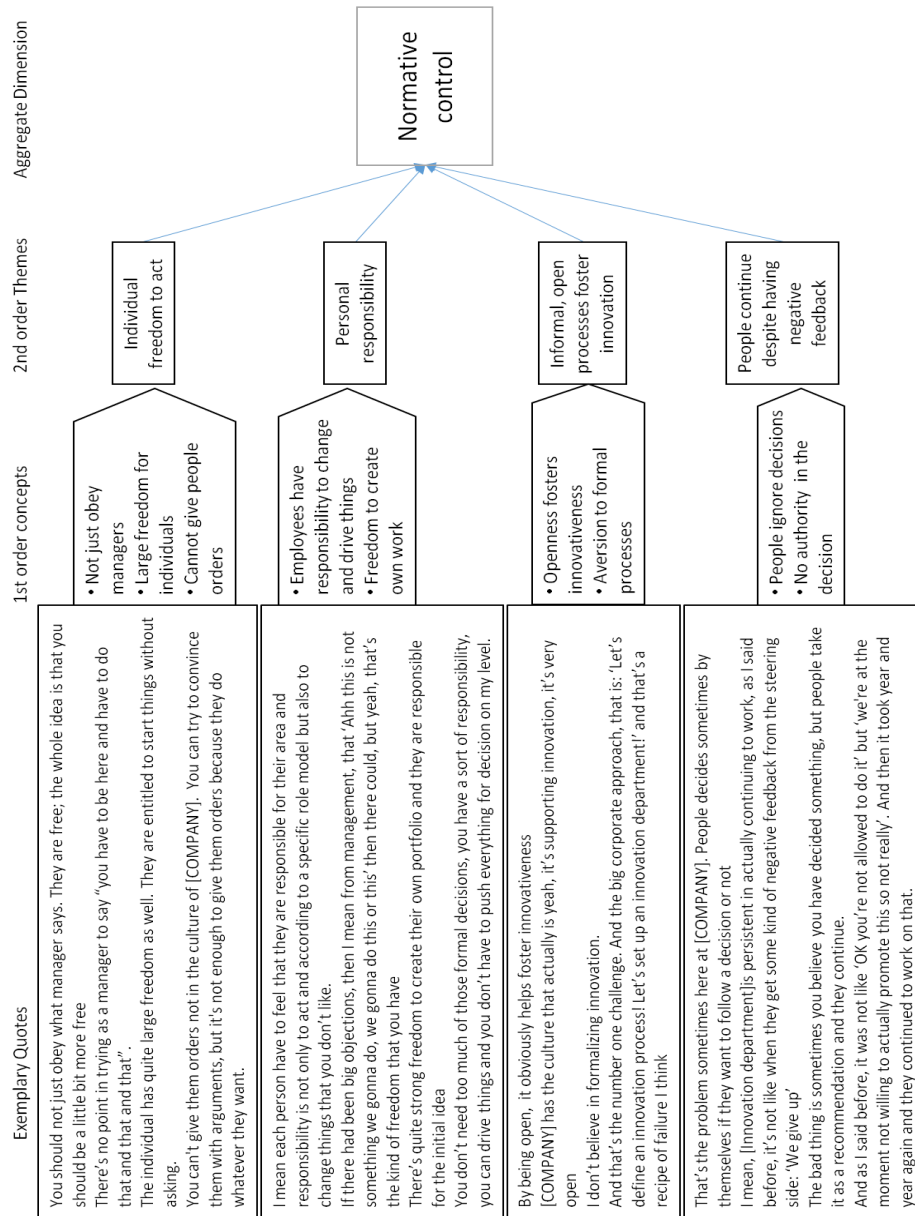 Exemplary Quotes
1st order concepts
2nd order Themes
Aggregate Dimension
You should not just obey what manager says. They are free; the whole idea is that you
should be a little bit more free
There's no point in trying as a manager to say "you have to be here and have to do
that and that and that".
The individual has quite large freedom as well. They are entitled to start things without
asking.
You can't give them orders not in the culture of [COMPANY]. You can try to convince
them with arguments, but it's not enough to give them orders because they do
whatever they want.
• Not just obey
managers
• Large freedom for
individuals
• Cannot give people
orders
Individual
freedom to act
I mean each person have to feel that they are responsible for their area and
responsibility is not only to act and according to a specific role model but also to
change things that you don't like.
If there had been big objections, then I mean from management, that 'Ahh this is not
something we gonna do, we gonna do this or this' then there could, but yeah, that's
the kind of freedom that you have
There's quite strong freedom to create their own portfolio and they are responsible
for the initial idea
You don't need too much of those formal decisions, you have a sort of responsibility,
you can drive things and you don't have to push everything for decision on my level.
• Employees have
responsibility to change
and drive things
• Freedom to create
own work
Personal
responsibility
By being open, it obviously helps foster innovativeness
[COMPANY] has the culture that actually is yeah, it's supporting innovation, it's very
open
I don't believe in formalizing innovation.
And that's the number one challenge. And the big corporate approach, that is: 'Let's
define an innovation process! Let's set up an innovation department!' and that's a
recipe of failure I think
• Openness fosters
innovativeness
• Aversion to formal
processes
Informal, open
processes foster
innovation
That's the problem sometimes here at [COMPANY]. People decides sometimes by
themselves if they want to follow a decision or not
I mean, [Innovation department]is persistent in actually continuing to work, as I said
before, it's not like when they get some kind of negative feedback from the steering
side: 'We give up'
The bad thing is sometimes you believe you have decided something, but people take
it as a recommendation and they continue.
And as I said before, it was not like 'OK you're not allowed to do it' but 'we're at the
moment not willing to actually promote this so not really'. And then it took year and
year again and they continued to work on that
• People ignore decisions
• No authority in the
decision
People continue
despite having
negative
feedback
Normative
control